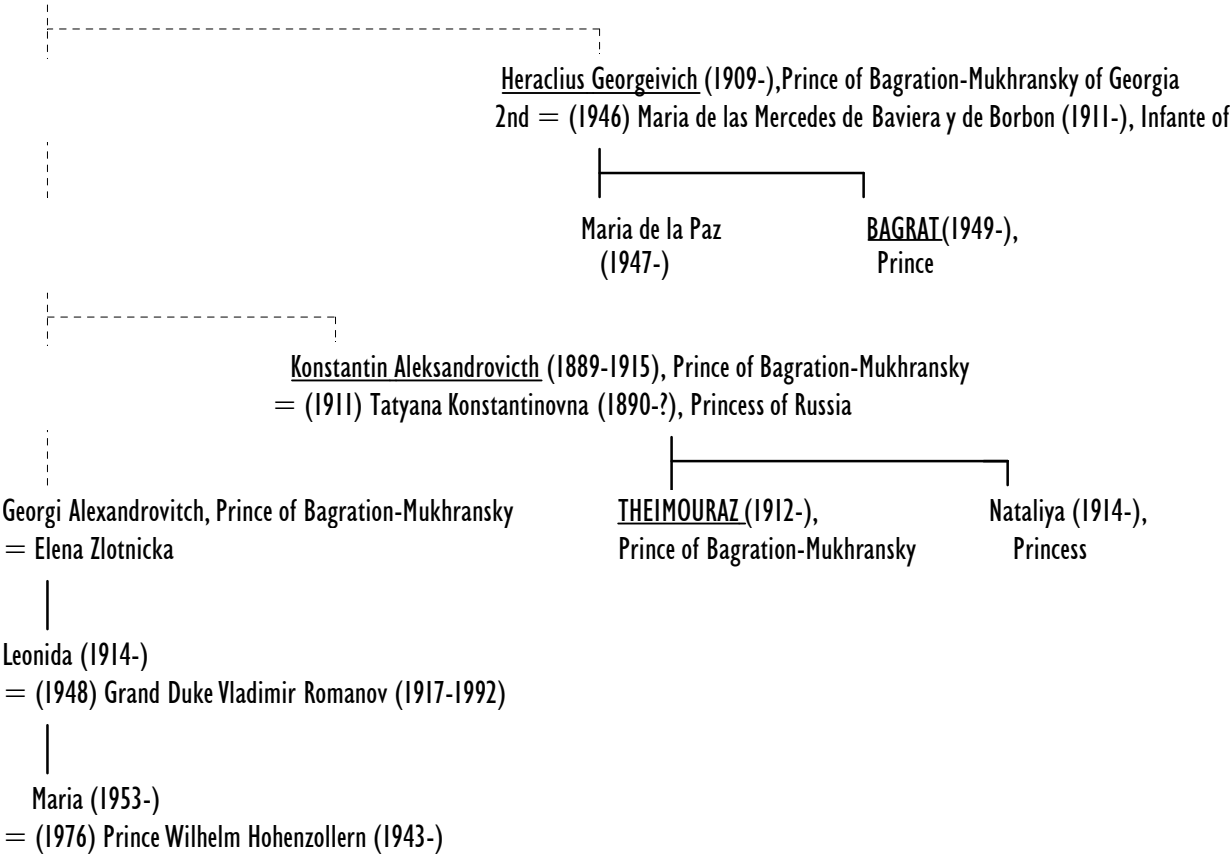 Heraclius Georgeivich (1909-),Prince of Bagration-Mukhransky of Georgia
2nd = (1946) Maria de las Mercedes de Baviera y de Borbon (1911-), Infante of
Maria de la Paz
(1947-)
BAGRAT(1949-),
Prince
Konstantin Aleksandrovicth (1889-1915), Prince of Bagration-Mukhransky
= (1911) Tatyana Konstantinovna (1890-?), Princess of Russia
Georgi Alexandrovitch, Prince of Bagration-Mukhransky
= Elena Zlotnicka
THEIMOURAZ (1912-),
Prince of Bagration-Mukhransky
Nataliya (1914-),
Princess
Leonida (1914-)
= (1948) Grand Duke Vladimir Romanov (1917-1992)
Maria (1953-)
= (1976) Prince Wilhelm Hohenzollern (1943-)